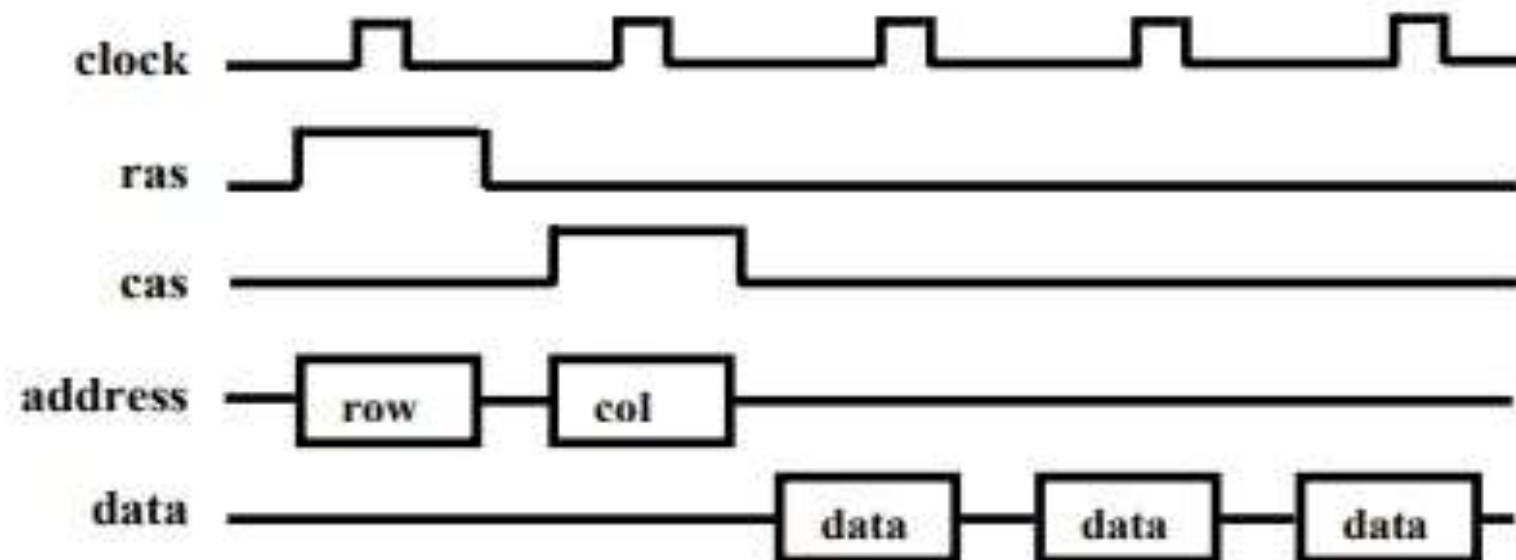 clock
ras
cas
address row col
data data data data